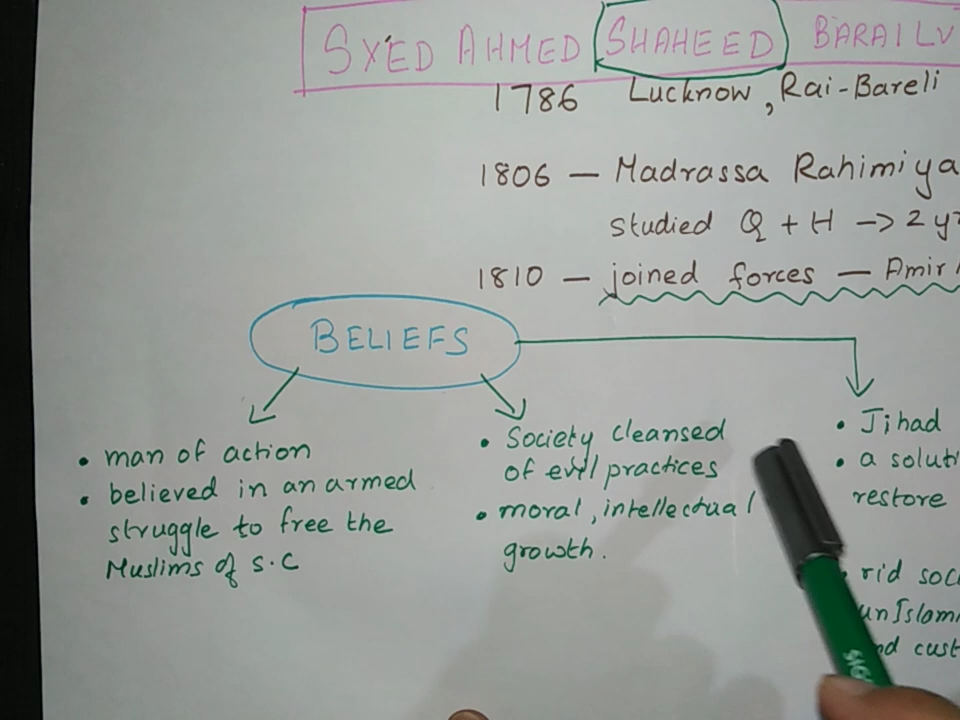 SYED AHMED SHAHEED BARAILV
1786 Lucknow, Rai-Bareli
1806 — Madrassa Rahimiya
studied Q + H -> 2 y
1810 — joined forces — Amir
BELIEFS
• man of action
• believed in an armed
struggle to free the
Muslims of S.C
• Society cleansed
of evil practices
• moral, intellectual
growth.
• Jihad
• a soluti
restore
rid soc
unIslam
cust